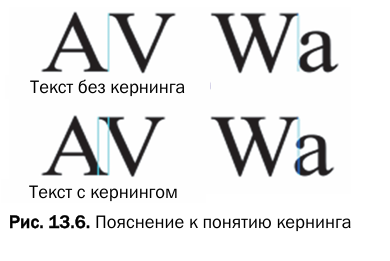 AV Wa
Текст без кернинга
AV Wa
Текст с кернингом
Рис. 13.6. Пояснение к понятию кернинга